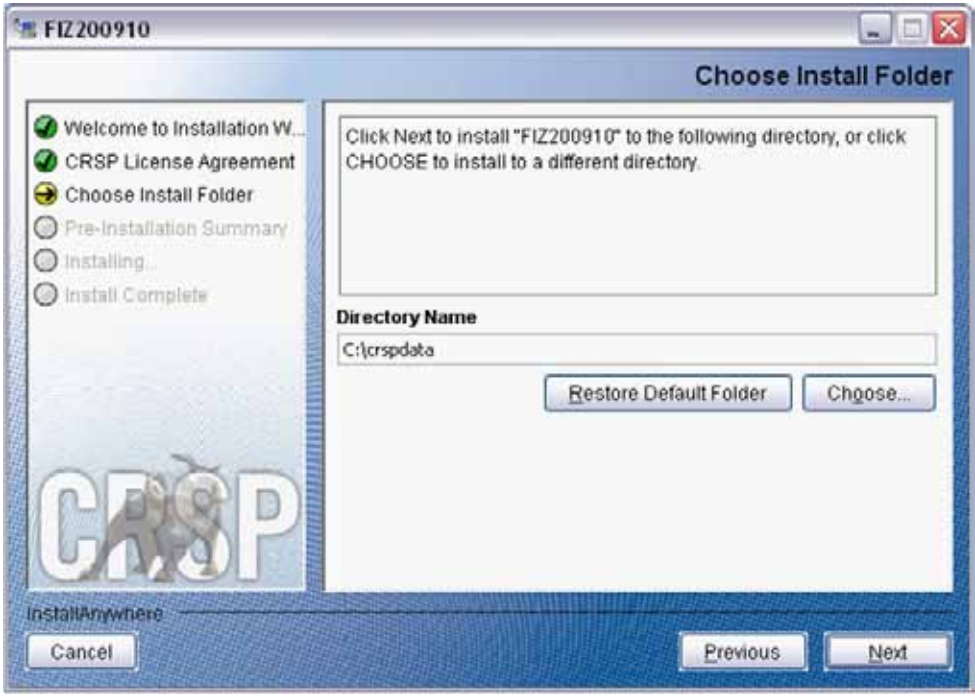 FIZ200910
Choose Install Folder
Welcome to Installation W...
CRSP License Agreement
Choose Install Folder
Pre-Installation Summary
Installing...
Install Complete
CRSP
Click Next to install "FIZ200910" to the following directory, or click
CHOOSE to install to a different directory.
Directory Name
C:\crspdata
Restore Default Folder
Choose...
InstallAnywhere
Cancel
Previous
Next